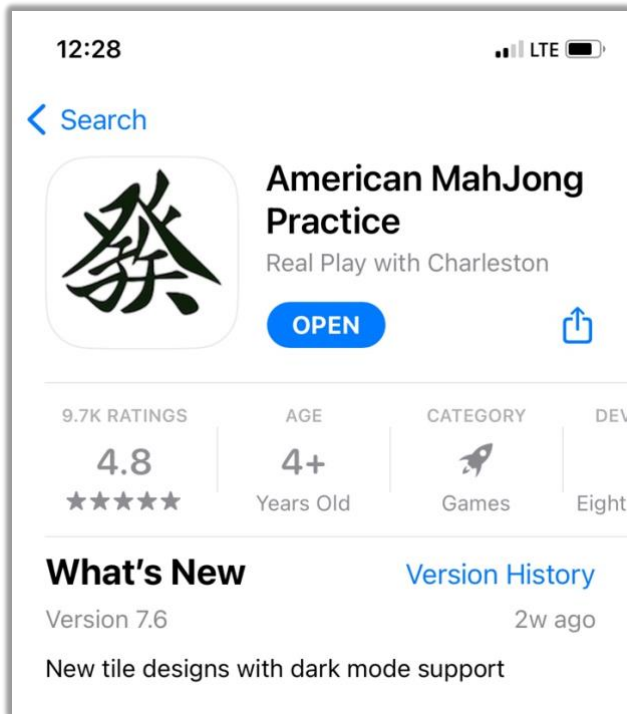 12:28
LTE
Search
發
American MahJong
Practice
Real Play with Charleston
OPEN
9.7K RATINGS
AGE
CATEGORY
DEV
4.8
4+
Years Old
Games
Eight
What's New
Version History
Version 7.6
2w ago
New tile designs with dark mode support